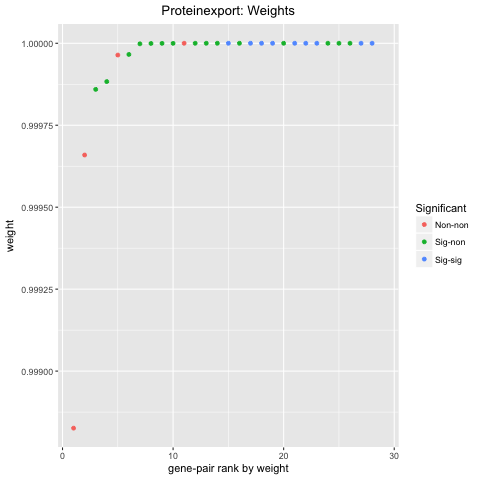 Proteinexport: Weights
1.00000
0.99975
0.99950
0.99925
0.99900
weight
0
10
20
30
gene-pair rank by weight
Significant
Non-non
Sig-non
Sig-sig